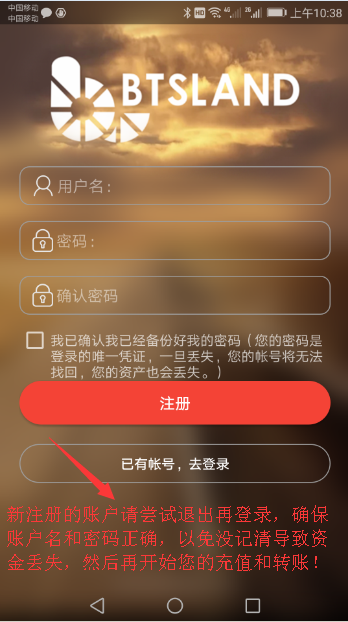 中国移动
中国移动
HD 4G 2G 上午10:38
BTSLAND
用户名：
密码：
确认密码
我已确认我已经备份好我的密码（您的密码是
登录的唯一凭证，一旦丢失，您的帐号将无法
找回，您的资产也会丢失。）
注册
已有帐号，去登录
新注册的账户请尝试退出再登录，确保
账户名和密码正确，以免没记清导致资
金丢失，然后再开始您的充值和转账！